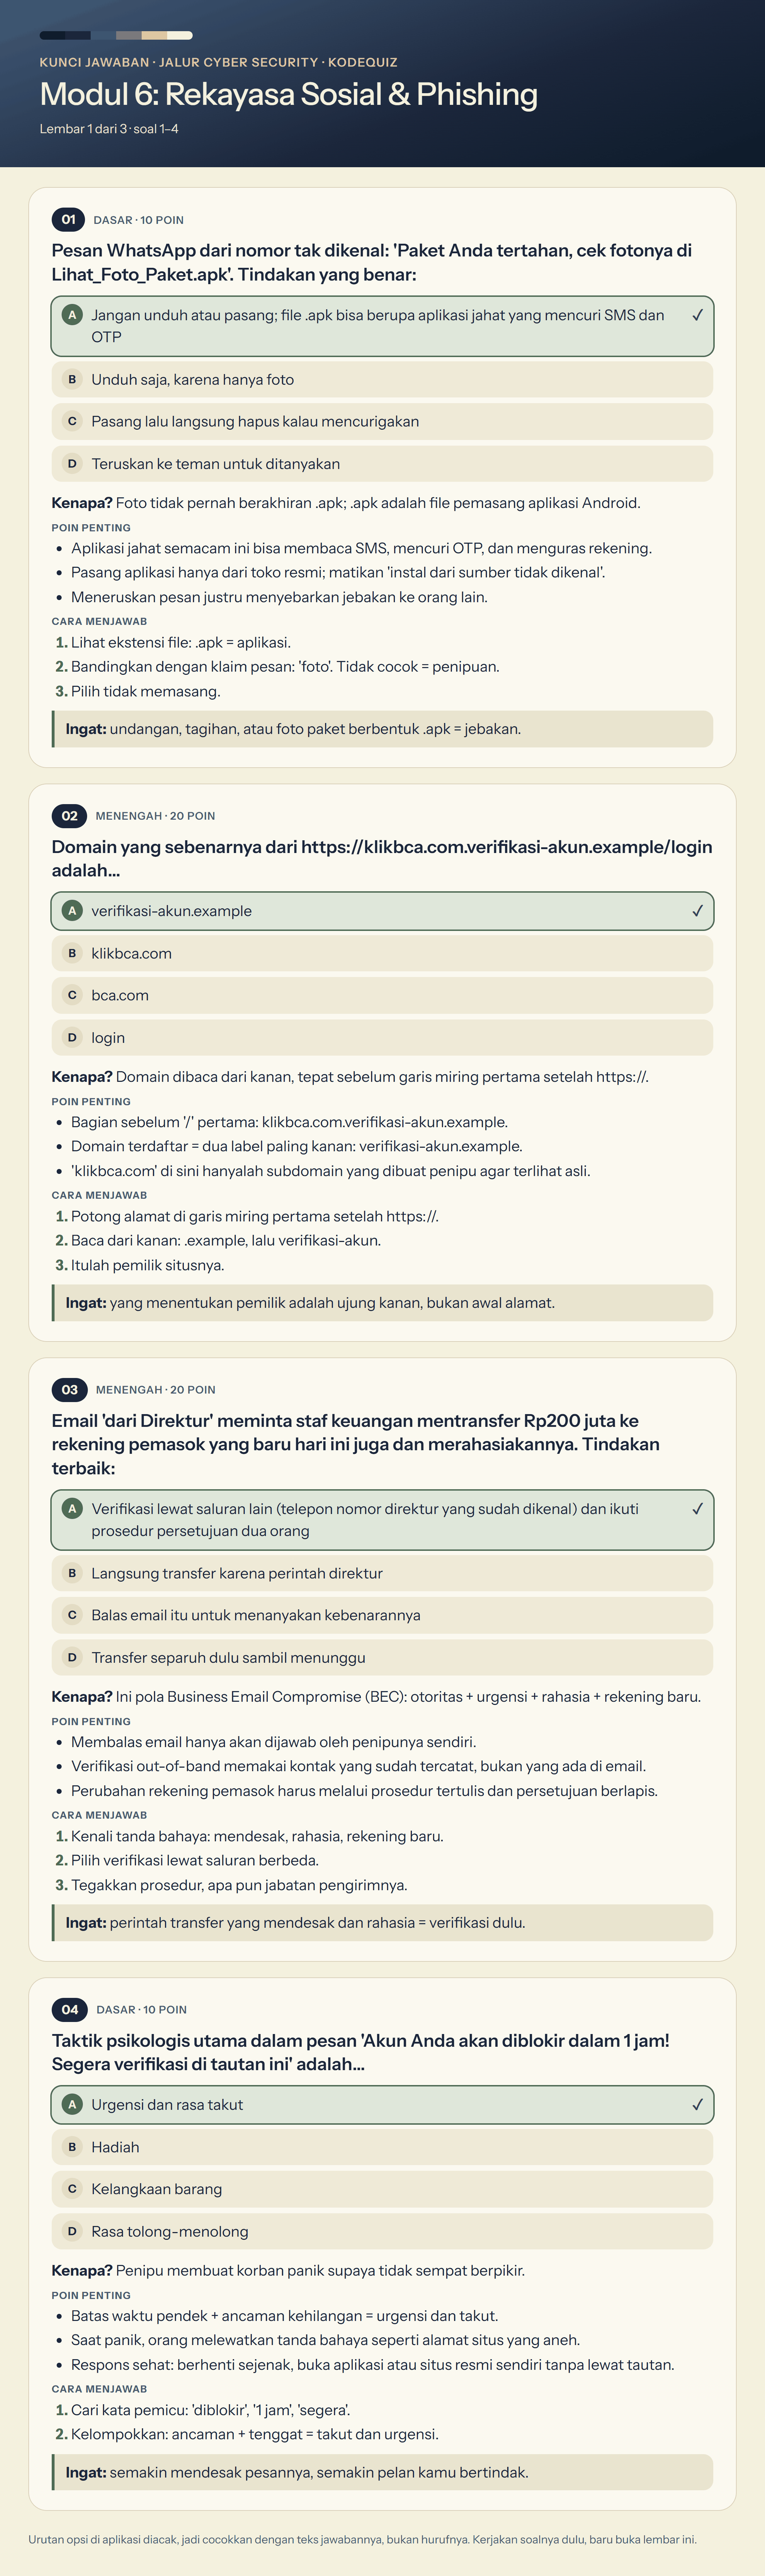 KUNCI JAWABAN · JALUR CYBER SECURITY · KODEQUIZ
Modul 6: Rekayasa Sosial & Phishing
Lembar 1 dari 3 · soal 1–4
01 DASAR · 10 POIN
Pesan WhatsApp dari nomor tak dikenal: 'Paket Anda tertahan, cek fotonya di
Lihat_Foto_Paket.apk'. Tindakan yang benar:
A Jangan unduh atau pasang; file .apk bisa berupa aplikasi jahat yang mencuri SMS dan ✓
OTP
B Unduh saja, karena hanya foto
C Pasang lalu langsung hapus kalau mencurigakan
D Teruskan ke teman untuk ditanyakan
Kenapa? Foto tidak pernah berakhiran .apk; .apk adalah file pemasang aplikasi Android.
POIN PENTING
• Aplikasi jahat semacam ini bisa membaca SMS, mencuri OTP, dan menguras rekening.
• Pasang aplikasi hanya dari toko resmi; matikan 'instal dari sumber tidak dikenal'.
• Meneruskan pesan justru menyebarkan jebakan ke orang lain.
CARA MENJAWAB
1. Lihat ekstensi file: .apk = aplikasi.
2. Bandingkan dengan klaim pesan: 'foto'. Tidak cocok = penipuan.
3. Pilih tidak memasang.
Ingat: undangan, tagihan, atau foto paket berbentuk .apk = jebakan.
02 MENENGAH · 20 POIN
Domain yang sebenarnya dari https://klikbca.com.verifikasi-akun.example/login
adalah...
A verifikasi-akun.example ✓
B klikbca.com
C bca.com
D login
Kenapa? Domain dibaca dari kanan, tepat sebelum garis miring pertama setelah https://.
POIN PENTING
• Bagian sebelum '/' pertama: klikbca.com.verifikasi-akun.example.
• Domain terdaftar = dua label paling kanan: verifikasi-akun.example.
• 'klikbca.com' di sini hanyalah subdomain yang dibuat penipu agar terlihat asli.
CARA MENJAWAB
1. Potong alamat di garis miring pertama setelah https://.
2. Baca dari kanan: .example, lalu verifikasi-akun.
3. Itulah pemilik situsnya.
Ingat: yang menentukan pemilik adalah ujung kanan, bukan awal alamat.
03 MENENGAH · 20 POIN
Email 'dari Direktur' meminta staf keuangan mentransfer Rp200 juta ke
rekening pemasok yang baru hari ini juga dan merahasiakannya. Tindakan
terbaik:
A Verifikasi lewat saluran lain (telepon nomor direktur yang sudah dikenal) dan ikuti ✓
prosedur persetujuan dua orang
B Langsung transfer karena perintah direktur
C Balas email itu untuk menanyakan kebenarannya
D Transfer separuh dulu sambil menunggu
Kenapa? Ini pola Business Email Compromise (BEC): otoritas + urgensi + rahasia + rekening baru.
POIN PENTING
• Membalas email hanya akan dijawab oleh penipunya sendiri.
• Verifikasi out-of-band memakai kontak yang sudah tercatat, bukan yang ada di email.
• Perubahan rekening pemasok harus melalui prosedur tertulis dan persetujuan berlapis.
CARA MENJAWAB
1. Kenali tanda bahaya: mendesak, rahasia, rekening baru.
2. Pilih verifikasi lewat saluran berbeda.
3. Tegakkan prosedur, apa pun jabatan pengirimnya.
Ingat: perintah transfer yang mendesak dan rahasia = verifikasi dulu.
04 DASAR · 10 POIN
Taktik psikologis utama dalam pesan 'Akun Anda akan diblokir dalam 1 jam!
Segera verifikasi di tautan ini' adalah...
A Urgensi dan rasa takut ✓
B Hadiah
C Kelangkaan barang
D Rasa tolong-menolong
Kenapa? Penipu membuat korban panik supaya tidak sempat berpikir.
POIN PENTING
• Batas waktu pendek + ancaman kehilangan = urgensi dan takut.
• Saat panik, orang melewatkan tanda bahaya seperti alamat situs yang aneh.
• Respons sehat: berhenti sejenak, buka aplikasi atau situs resmi sendiri tanpa lewat tautan.
CARA MENJAWAB
1. Cari kata pemicu: 'diblokir', '1 jam', 'segera'.
2. Kelompokkan: ancaman + tenggat = takut dan urgensi.
Ingat: semakin mendesak pesannya, semakin pelan kamu bertindak.
Urutan opsi di aplikasi diacak, jadi cocokkan dengan teks jawabannya, bukan hurufnya. Kerjakan soalnya dulu, baru buka lembar ini.